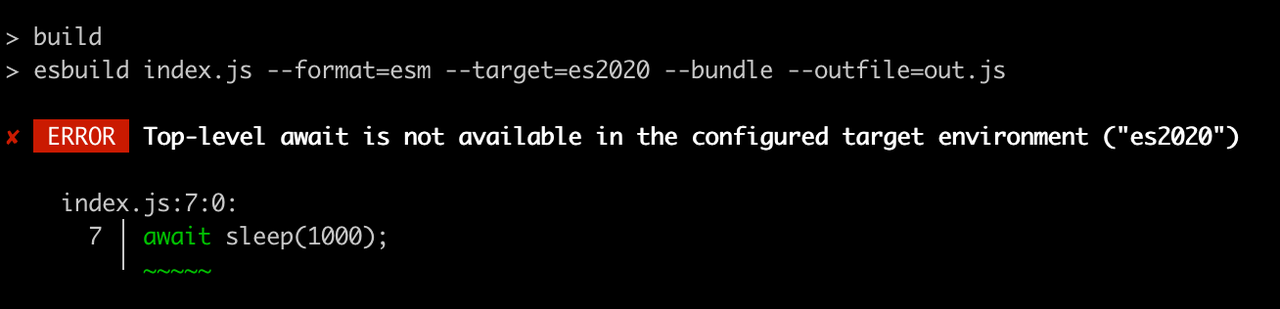 > build
> esbuild index.js --format=esm --target=es2020 --bundle --outfile=out.js
✘ ERROR Top-level await is not available in the configured target environment ("es2020")
index.js:7:0:
7 │ await sleep(1000);
│ ~~~~~